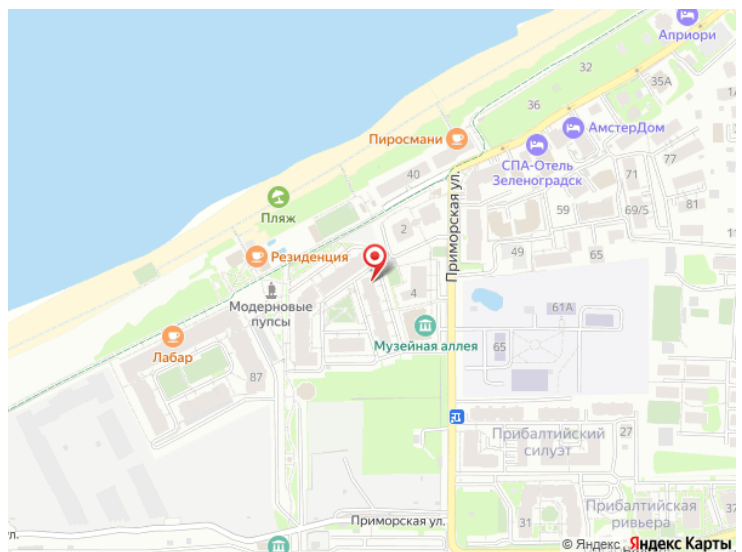 Априори
35А
32
36
АмстерДом
Пиросмани
СПА-Отель
Зеленоградск
40
71
77
Приморская ул.
Пляж
59
69/5
81
2
49
65
Резиденция
4
61А
Модерновые
пупсы
Музейная аллея
65
Лабар
87
Прибалтийский
силуэт
27
Прибалтийская
ривьера
31
Приморская ул.
ул.
© Яндекс
Яндекс Карты